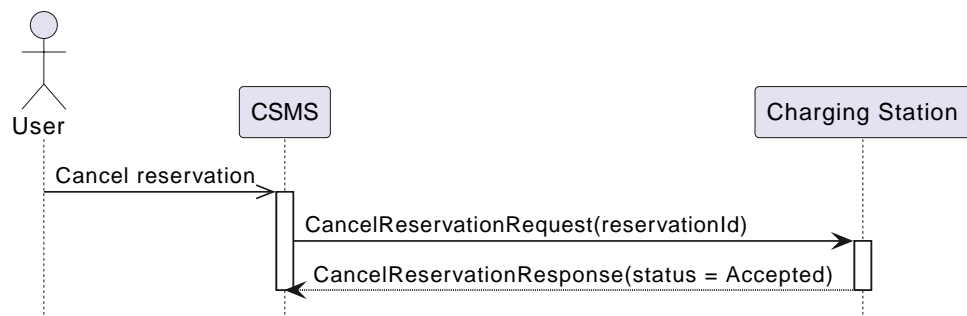 User
CSMS
Charging Station
Cancel reservation
CancelReservationRequest(reservationId)
CancelReservationResponse(status = Accepted)